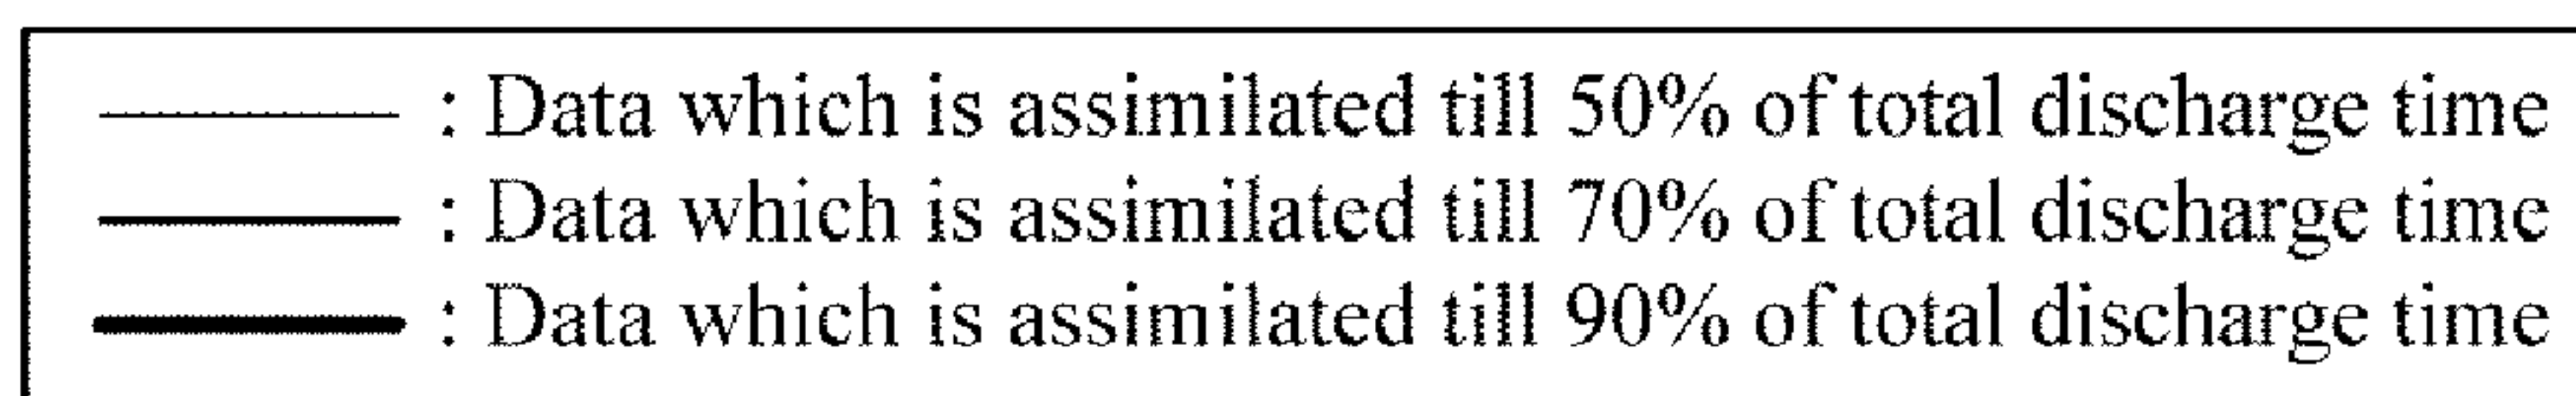 : Data which is assimilated till 50% of total discharge time
: Data which is assimilated till 70% of total discharge time
: Data which is assimilated till 90% of total discharge time